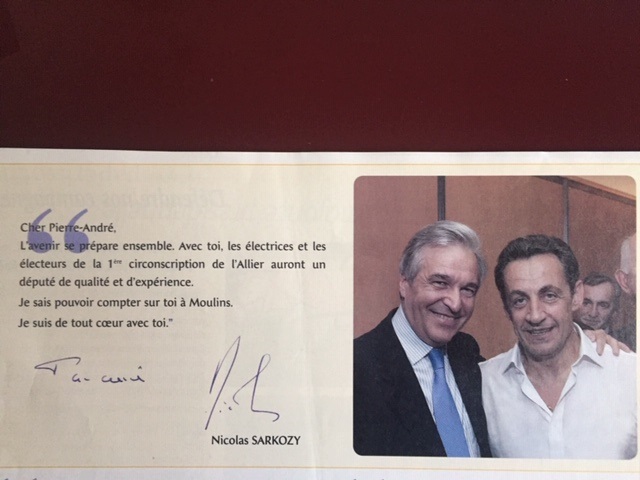 “
Cher Pierre-André,
L'avenir se prépare ensemble. Avec toi, les électrices et les
électeurs de la 1ère circonscription de l'Allier auront un
député de qualité et d'expérience.
Je sais pouvoir compter sur toi à Moulins.
Je suis de tout cœur avec toi."
Nicolas SARKOZY